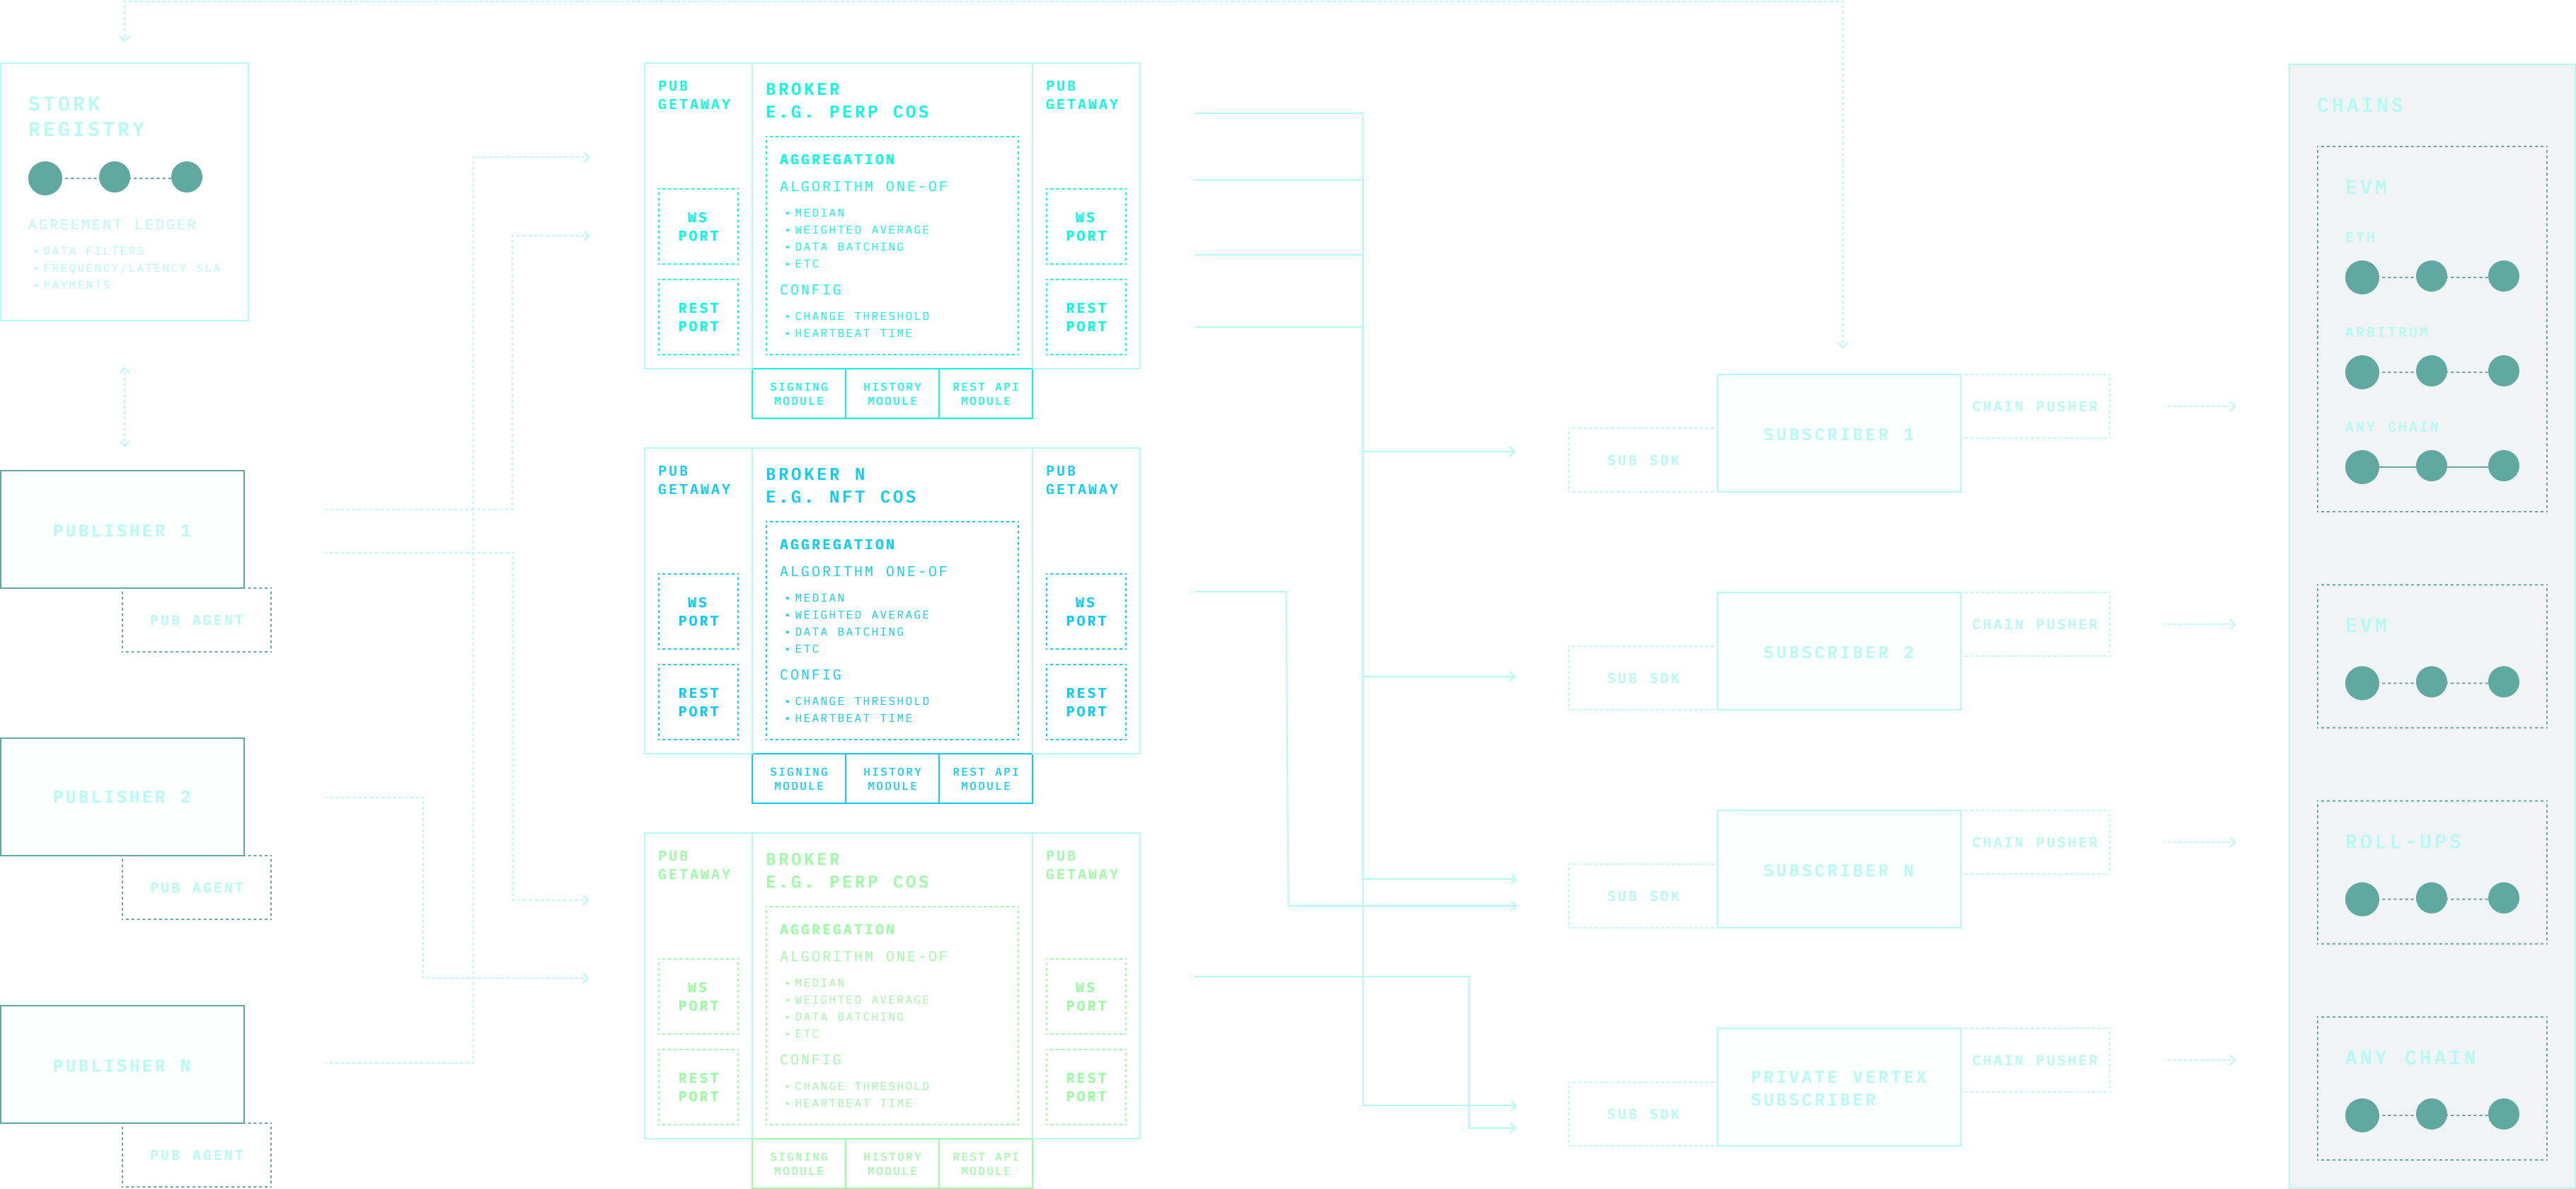 STORK
REGISTRY
AGREEMENT LEDGER
• DATA FILTERS
• FREQUENCY/LATENCY SLA
• PAYMENTS
PUBLISHER 1
PUB AGENT
PUBLISHER 2
PUB AGENT
PUBLISHER N
PUB AGENT
PUB
GETAWAY
WS
PORT
REST
PORT
BROKER
E.G. PERP COS
AGGREGATION
ALGORITHM ONE-OF
• MEDIAN
• WEIGHTED AVERAGE
• DATA BATCHING
• ETC
CONFIG
• CHANGE THRESHOLD
• HEARTBEAT TIME
PUB
GETAWAY
WS
PORT
REST
PORT
SIGNING
MODULE
HISTORY
MODULE
REST API
MODULE
PUB
GETAWAY
WS
PORT
REST
PORT
BROKER N
E.G. NFT COS
AGGREGATION
ALGORITHM ONE-OF
• MEDIAN
• WEIGHTED AVERAGE
• DATA BATCHING
• ETC
CONFIG
• CHANGE THRESHOLD
• HEARTBEAT TIME
PUB
GETAWAY
WS
PORT
REST
PORT
SIGNING
MODULE
HISTORY
MODULE
REST API
MODULE
PUB
GETAWAY
WS
PORT
REST
PORT
BROKER
E.G. PERP COS
AGGREGATION
ALGORITHM ONE-OF
• MEDIAN
• WEIGHTED AVERAGE
• DATA BATCHING
• ETC
CONFIG
• CHANGE THRESHOLD
• HEARTBEAT TIME
PUB
GETAWAY
WS
PORT
REST
PORT
SIGNING
MODULE
HISTORY
MODULE
REST API
MODULE
SUB SDK
SUBSCRIBER 1
CHAIN PUSHER
SUB SDK
SUBSCRIBER 2
CHAIN PUSHER
SUB SDK
SUBSCRIBER N
CHAIN PUSHER
SUB SDK
PRIVATE VERTEX
SUBSCRIBER
CHAIN PUSHER
CHAINS
EVM
ETH
ARBITRUM
ANY CHAIN
EVM
ROLL-UPS
ANY CHAIN